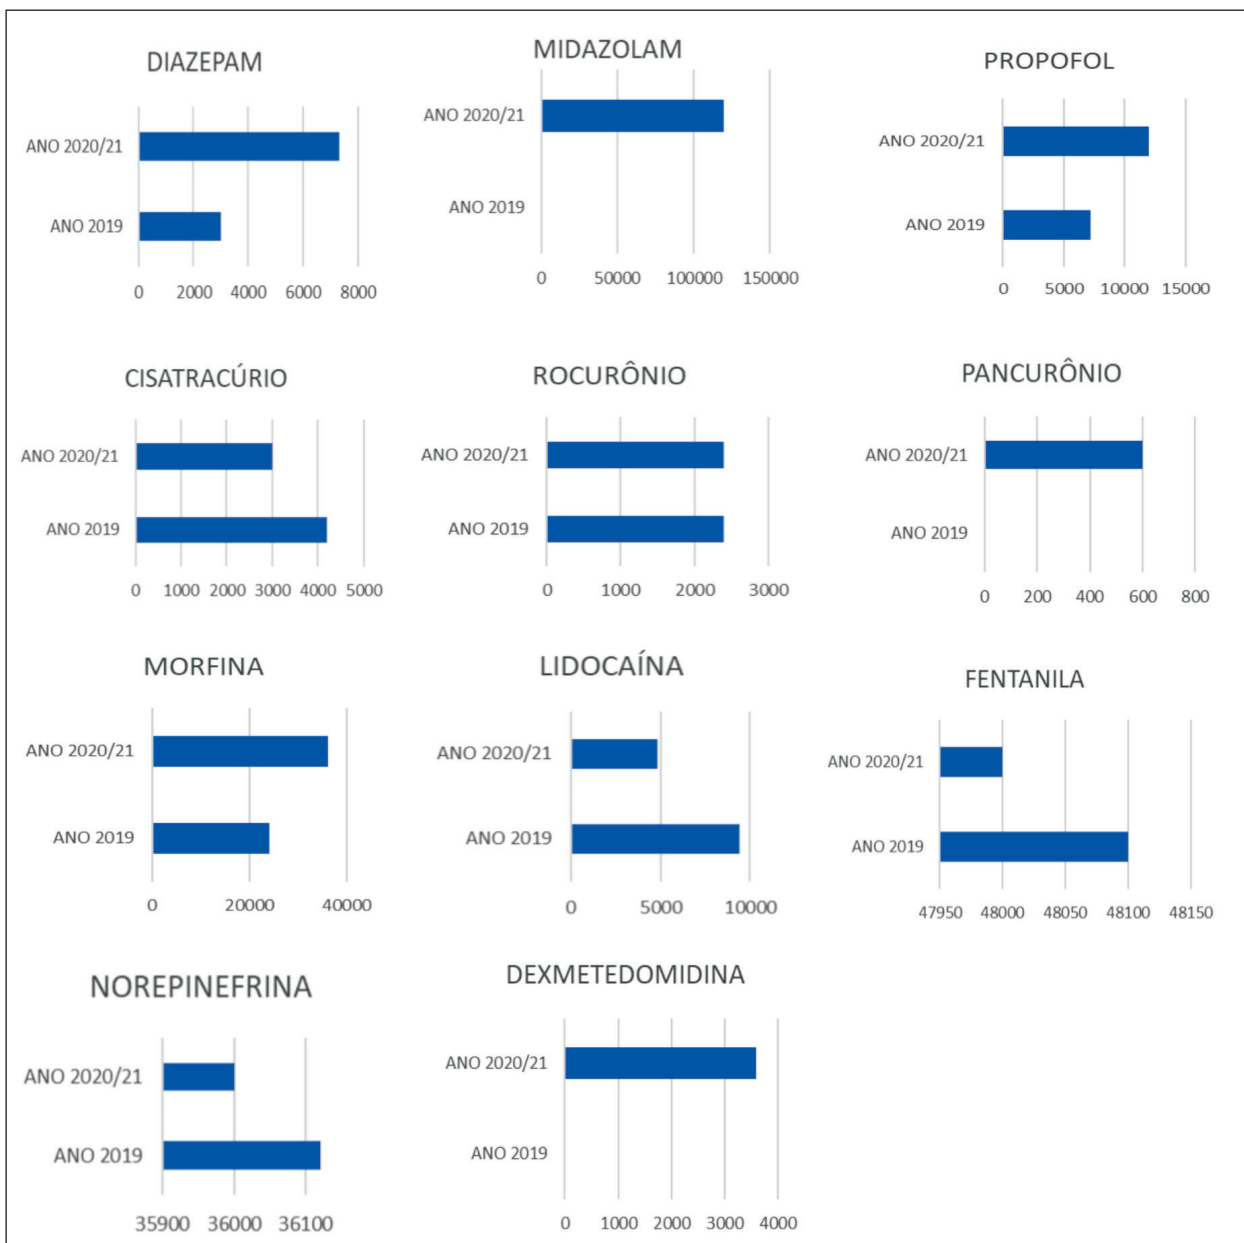 DIAZEPAM
ANO 2020/21
ANO 2019
0 2000 4000 6000 8000
MIDAZOLAM
ANO 2020/21
ANO 2019
0 50000 100000 150000
PROPOFOL
ANO 2020/21
ANO 2019
0 5000 10000 15000
CISATRACÚRIO
ANO 2020/21
ANO 2019
0 1000 2000 3000 4000 5000
ROCURÔNIO
ANO 2020/21
ANO 2019
0 1000 2000 3000
PANCURÔNIO
ANO 2020/21
ANO 2019
0 200 400 600 800
MORFINA
ANO 2020/21
ANO 2019
0 20000 40000
LIDOCAÍNA
ANO 2020/21
ANO 2019
0 5000 10000
FENTANILA
ANO 2020/21
ANO 2019
47950 48000 48050 48100 48150
NOREPINEFRINA
ANO 2020/21
ANO 2019
35900 36000 36100
DEXMETEDOMIDINA
ANO 2020/21
ANO 2019
0 1000 2000 3000 4000